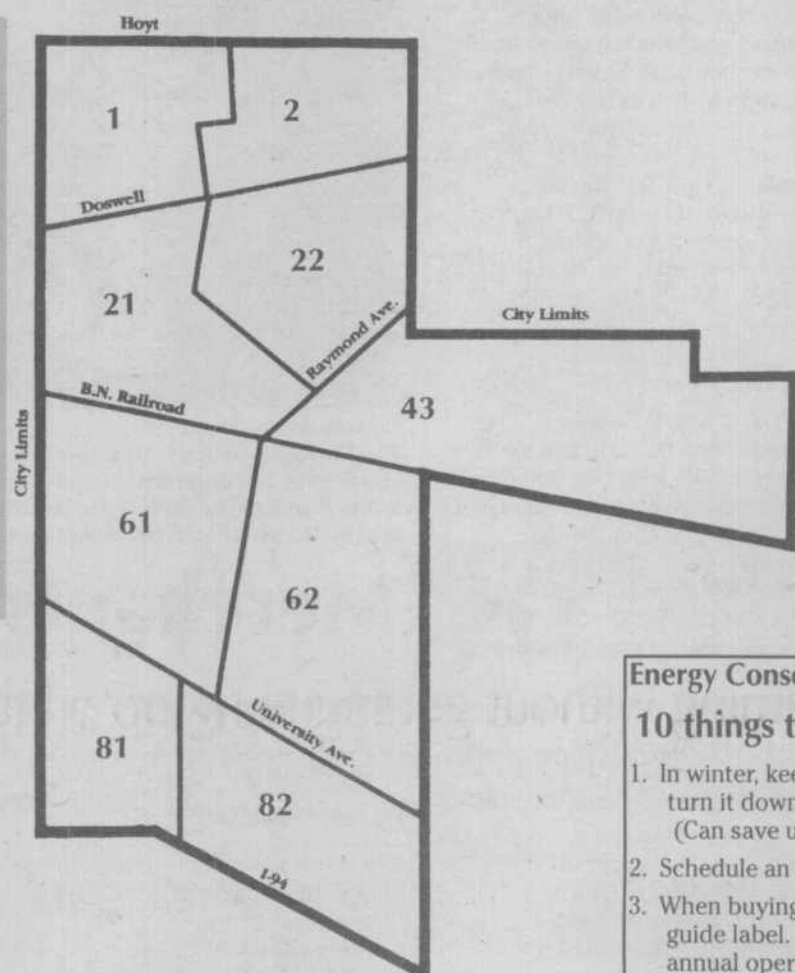 Hoyt
1
2
Doswell
22
21
Raymond Ave.
City Limits
B.N. Railroad
43
City Limits
61
62
University Ave.
81
82
I-94
Energy Conse
10 things t
1. In winter, kee
turn it down
(Can save u
2. Schedule an
3. When buying
guide label.
annual oper